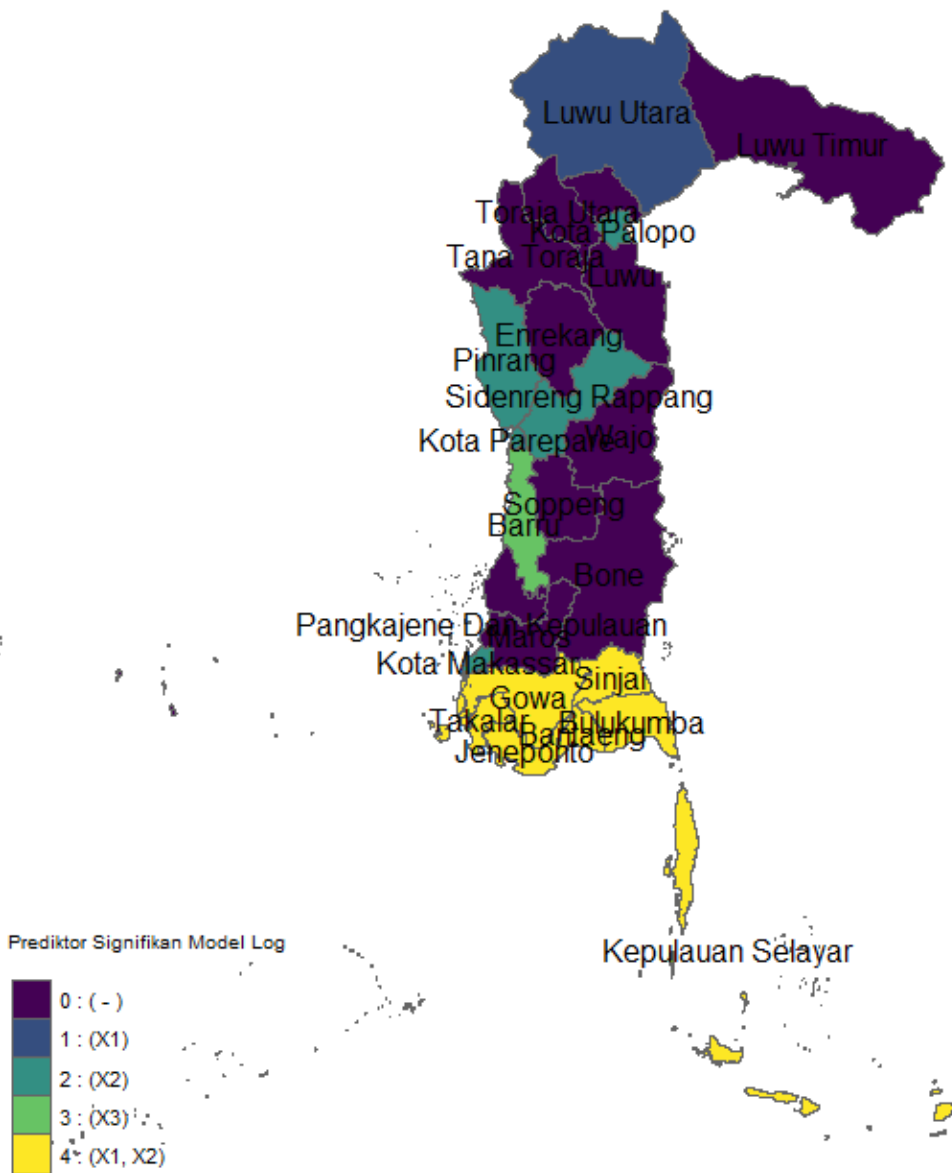 Luwu Utara
Luwu Timur
Toraja Utara
Kota Palopo
Tana Toraja
Luwu
Enrekang
Pinrang
Sidenreng Rappang
Kota Parepare
Wajo
Soppeng
Barru
Bone
Pangkajene Dan Kepulauan
Maros
Kota Makassar
Sinjai
Gowa
Takalar
Bulukumba
Bantaeng
Jeneponto
Kepulauan Selayar
Prediktor Signifikan Model Log
0 : ( - )
1 : (X1)
2 : (X2)
3 : (X3)
4 : (X1, X2)